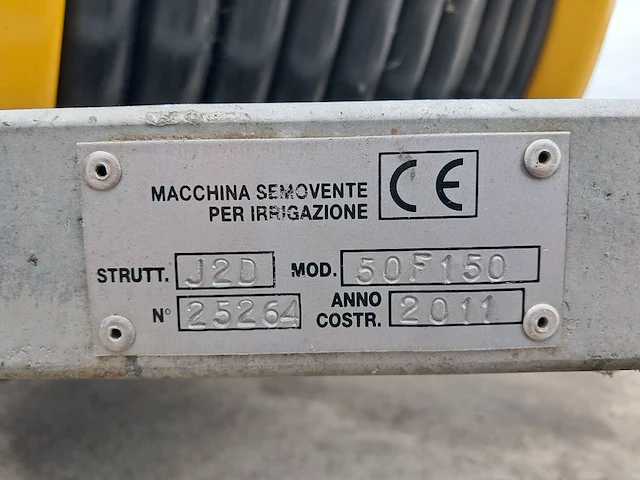 MACCHINA SEMOVENTE
PER IRRIGAZIONE
CE
STRUTT. J2D MOD. 50F150
N° 25264 ANNO COSTR. 2011